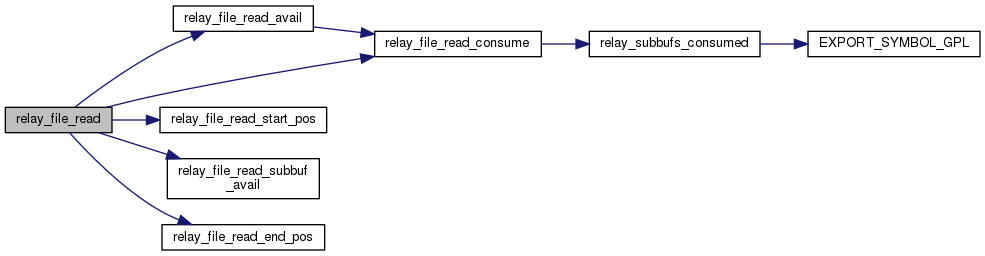 relay_file_read_avail
relay_file_read_consume
relay_subbufs_consumed
EXPORT_SYMBOL_GPL
relay_file_read
relay_file_read_start_pos
relay_file_read_subbuf
_avail
relay_file_read_end_pos